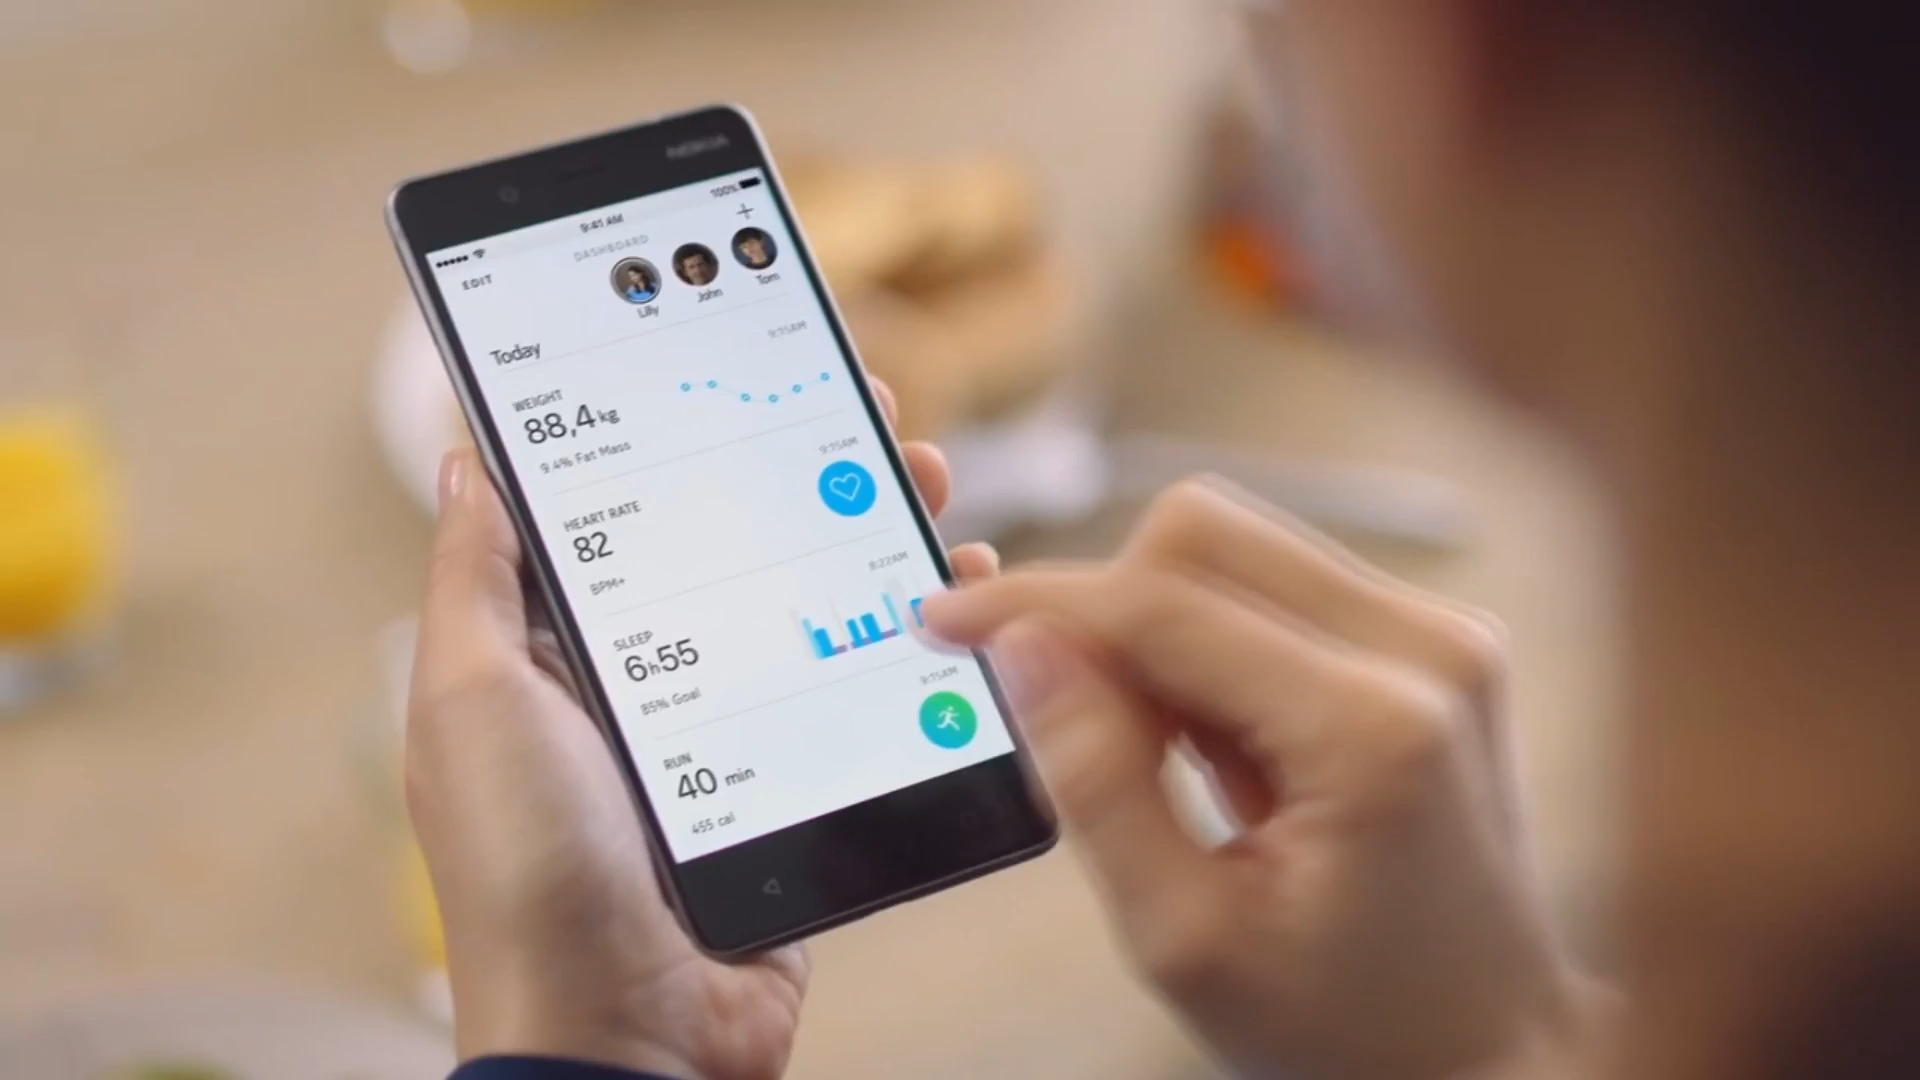 NOKIA
9:41 AM
100%
EDIT
DASHBOARD
+
Lilly
John
Tom
Today
9:15AM
WEIGHT
88,4 kg
9.4% Fat Mass
9:15AM
HEART RATE
82
BPM+
8:22AM
SLEEP
6h55
85% Goal
9:15AM
RUN
40 min
455 cal